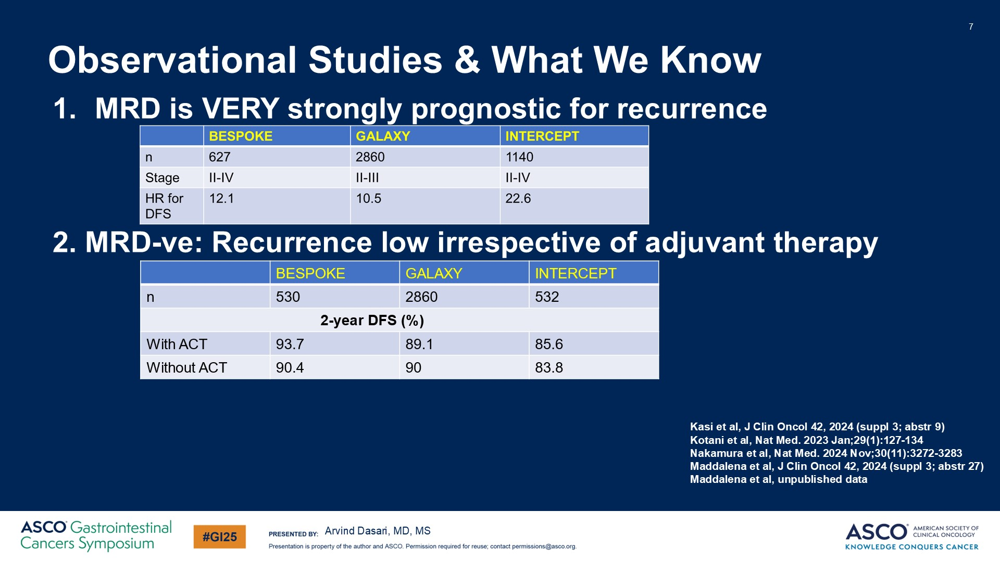 7
Observational Studies & What We Know
1. MRD is VERY strongly prognostic for recurrence
BESPOKE GALAXY INTERCEPT
n 627 2860 1140
Stage II-IV II-III II-IV
HR for DFS 12.1 10.5 22.6
2. MRD-ve: Recurrence low irrespective of adjuvant therapy
BESPOKE GALAXY INTERCEPT
n 530 2860 532
2-year DFS (%)
With ACT 93.7 89.1 85.6
Without ACT 90.4 90 83.8
Kasi et al, J Clin Oncol 42, 2024 (suppl 3; abstr 9)
Kotani et al, Nat Med. 2023 Jan;29(1):127-134
Nakamura et al, Nat Med. 2024 Nov;30(11):3272-3283
Maddalena et al, J Clin Oncol 42, 2024 (suppl 3; abstr 27)
Maddalena et al, unpublished data
ASCO Gastrointestinal
Cancers Symposium
#GI25
PRESENTED BY: Arvind Dasari, MD, MS
Presentation is property of the author and ASCO. Permission required for reuse; contact permissions@asco.org.
ASCO AMERICAN SOCIETY OF
CLINICAL ONCOLOGY
KNOWLEDGE CONQUERS CANCER